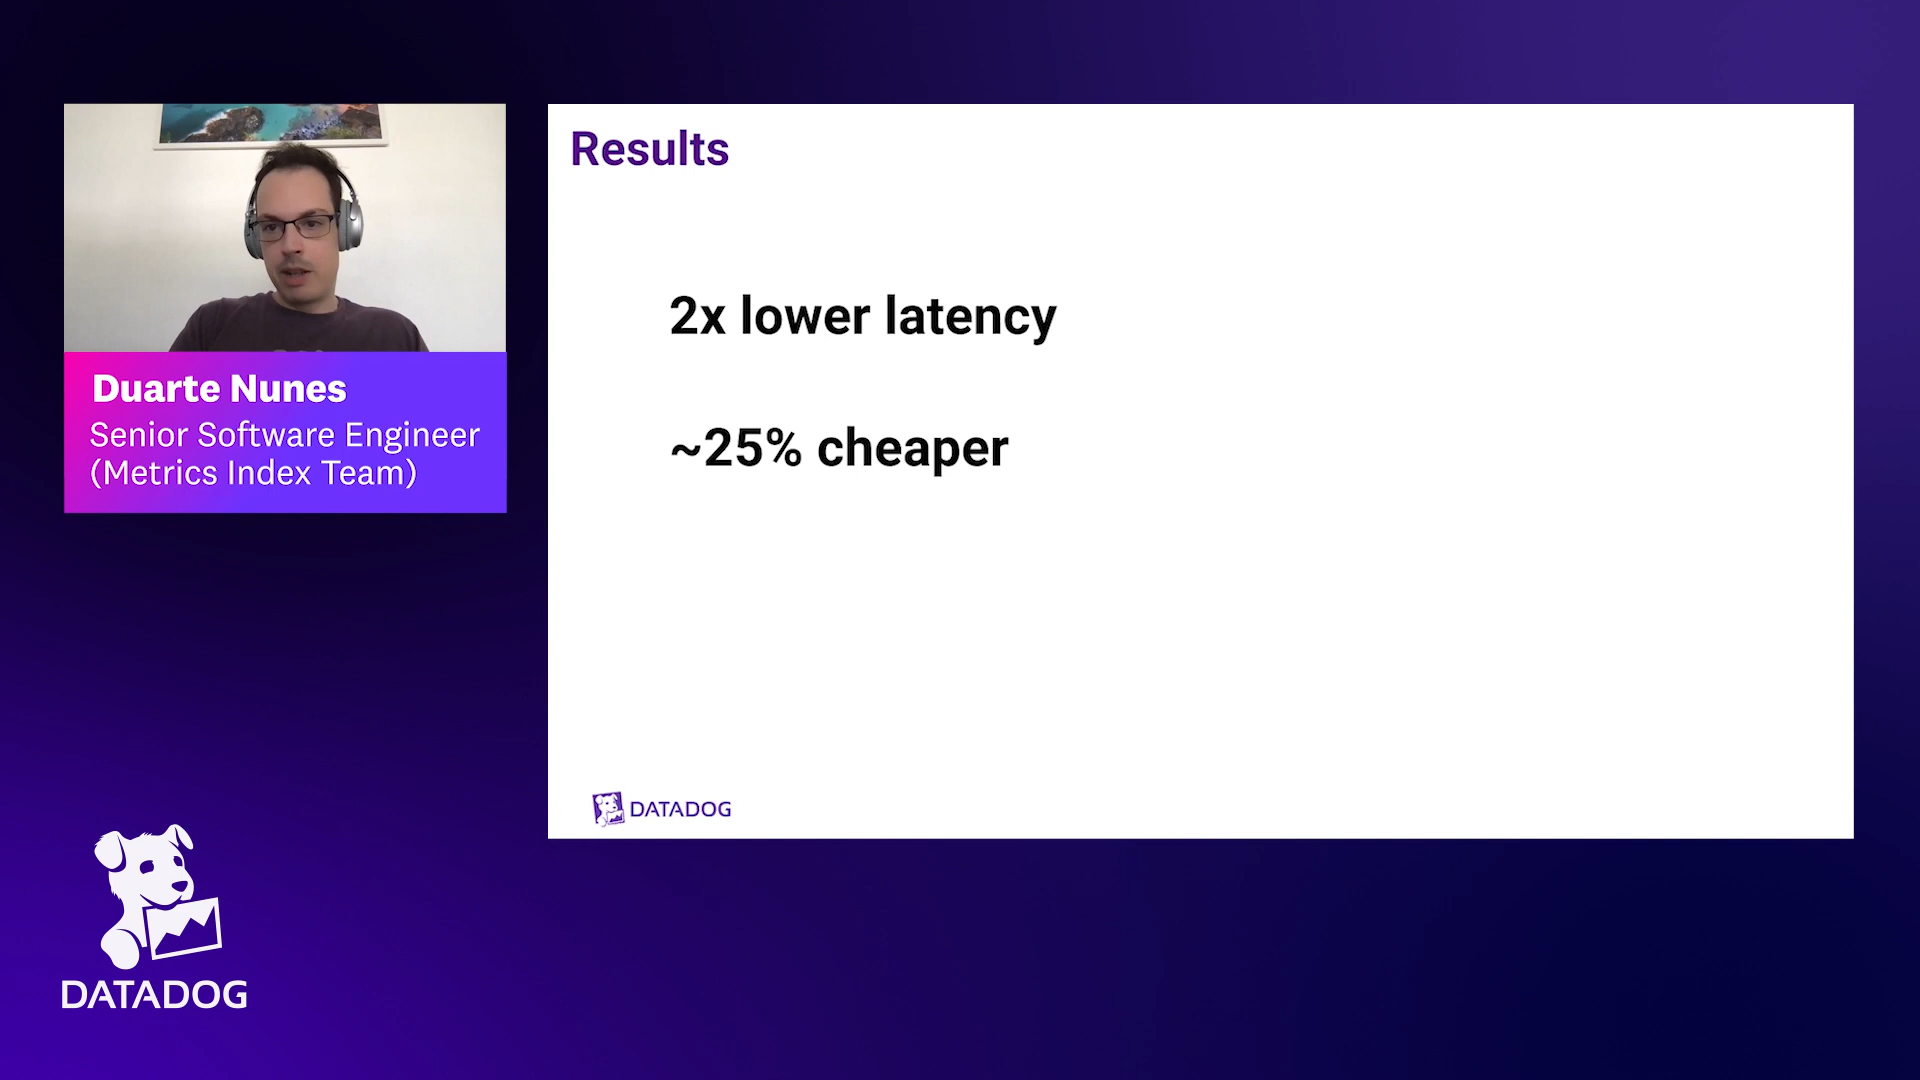 Duarte Nunes
Senior Software Engineer
(Metrics Index Team)
DATADOG
Results
2x lower latency
~25% cheaper
DATADOG